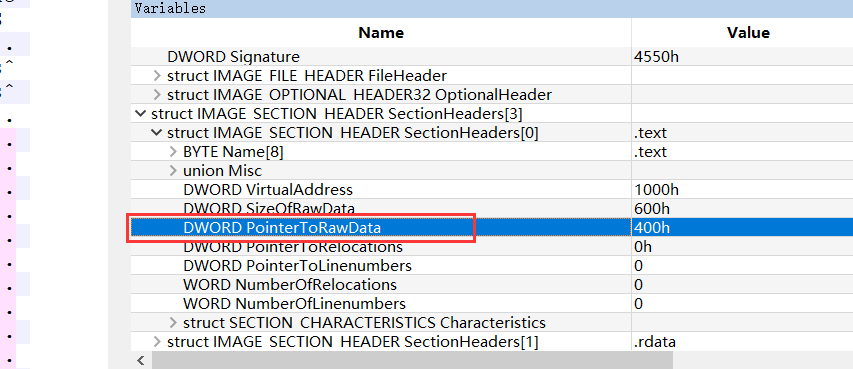 Variables
Name Value
DWORD Signature 4550h
struct IMAGE_FILE_HEADER FileHeader
struct IMAGE_OPTIONAL_HEADER32 OptionalHeader
struct IMAGE_SECTION_HEADER SectionHeaders[3]
struct IMAGE_SECTION_HEADER SectionHeaders[0] .text
BYTE Name[8] .text
union Misc
DWORD VirtualAddress 1000h
DWORD SizeOfRawData 600h
DWORD PointerToRawData 400h
DWORD PointerToRelocations 0h
DWORD PointerToLinenumbers 0
WORD NumberOfRelocations 0
WORD NumberOfLinenumbers 0
struct SECTION_CHARACTERISTICS Characteristics
struct IMAGE_SECTION_HEADER SectionHeaders[1] .rdata